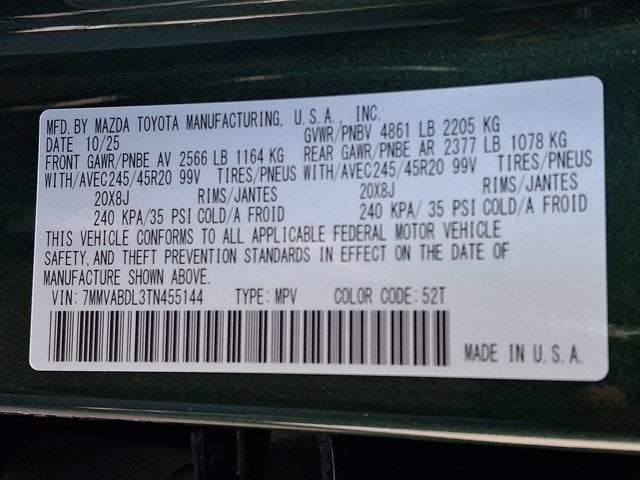 MFD. BY MAZDA TOYOTA MANUFACTURING, U.S.A., INC.
DATE 10/25 GVWR/PNBV 4861 LB 2205 KG
FRONT GAWR/PNBE AV 2566 LB 1164 KG REAR GAWR/PNBE AR 2377 LB 1078 KG
WITH/AVEC245/45R20 99V TIRES/PNEUS WITH/AVEC245/45R20 99V TIRES/PNEUS
20X8J RIMS/JANTES 20X8J RIMS/JANTES
240 KPA/35 PSI COLD/A FROID 240 KPA/ 35 PSI COLD/A FROID
THIS VEHICLE CONFORMS TO ALL APPLICABLE FEDERAL MOTOR VEHICLE
SAFETY, AND THEFT PREVENTION STANDARDS IN EFFECT ON THE DATE OF
MANUFACTURE SHOWN ABOVE.
VIN: 7MMVABDL3TN455144 TYPE: MPV COLOR CODE: 52T
MADE IN U.S.A.